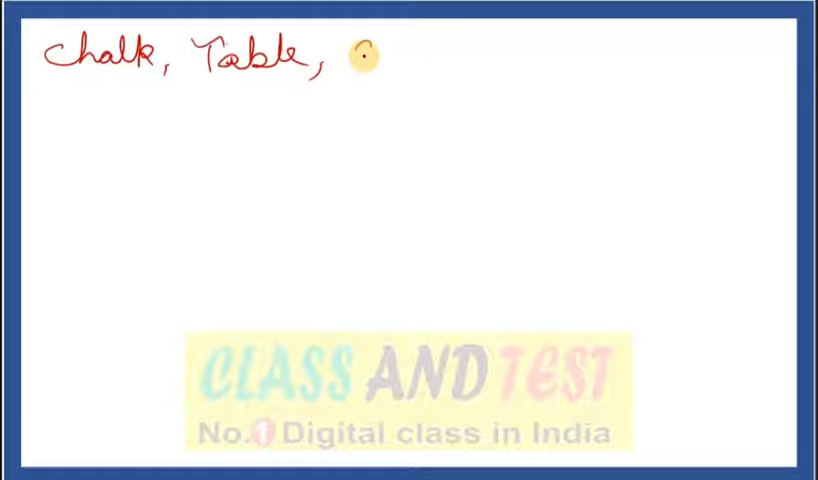 Chalk, Table,
CLASS AND TEST
No.1 Digital class in India